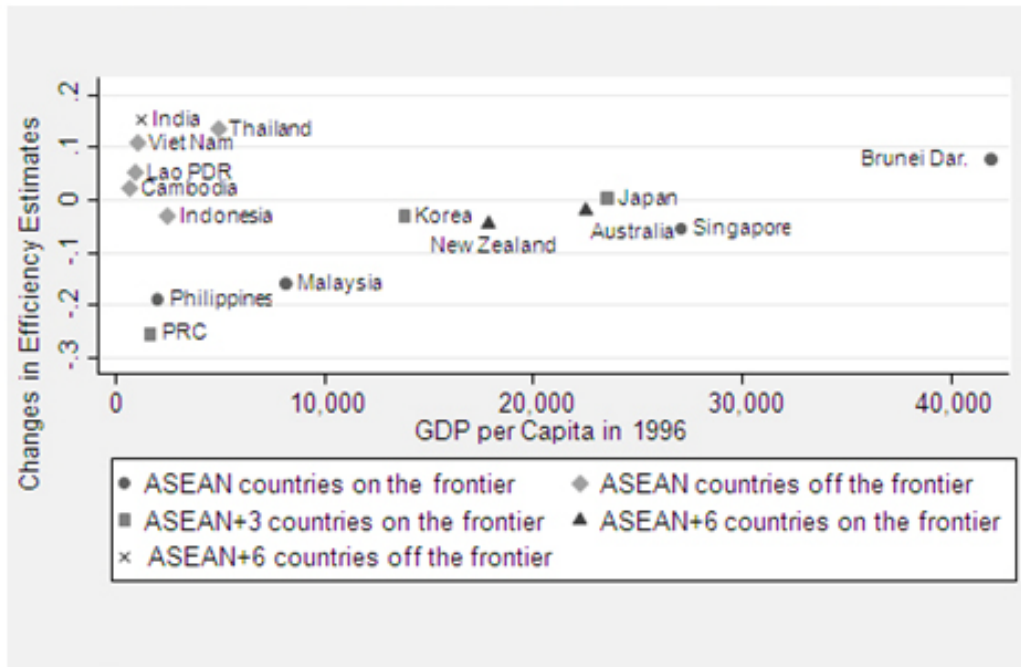 Changes in Efficiency Estimates
.2
.1
0
-.1
-.2
-.3
India
Thailand
Viet Nam
Lao PDR
Cambodia
Indonesia
Korea
New Zealand
Japan
Australia
Singapore
Brunei Dar.
Malaysia
Philippines
PRC
0 10,000 20,000 30,000 40,000
GDP per Capita in 1996
ASEAN countries on the frontier ASEAN countries off the frontier
ASEAN+3 countries on the frontier ASEAN+6 countries on the frontier
ASEAN+6 countries off the frontier